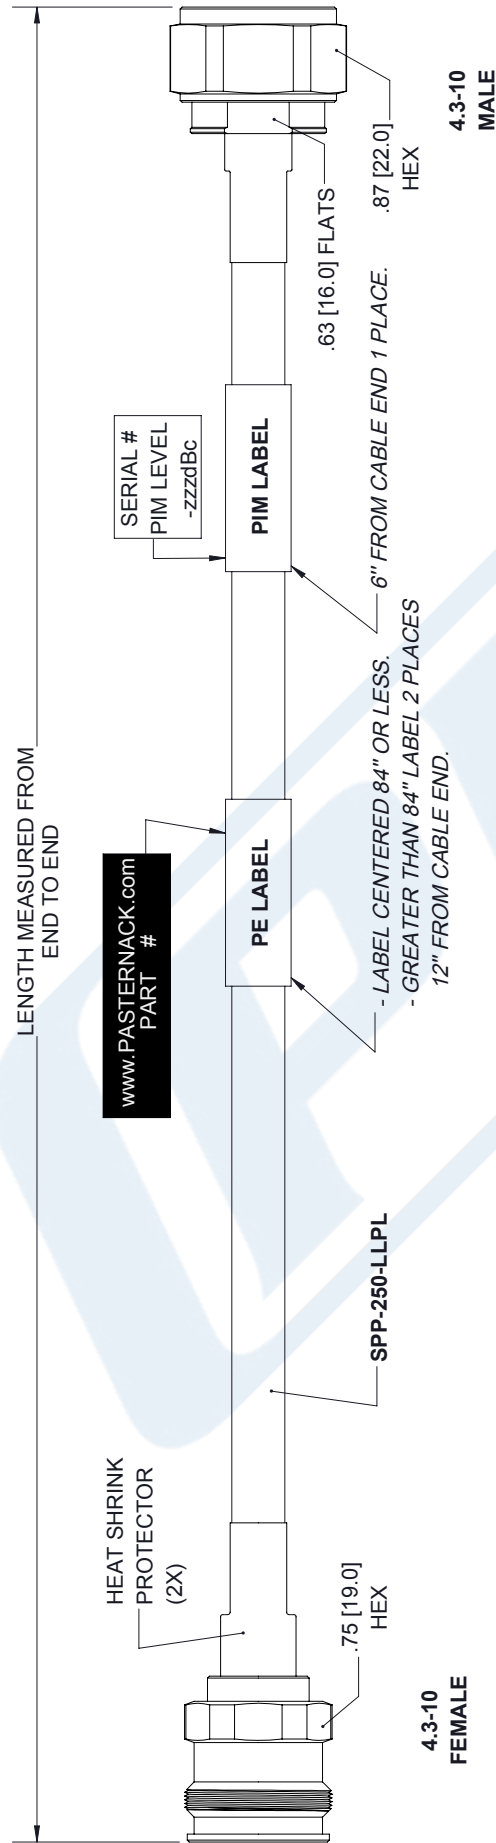 LENGTH MEASURED FROM
END TO END
HEAT SHRINK
PROTECTOR
(2X)
www.PASTERNACK.com
PART #
SERIAL #
PIM LEVEL
-zzzdBc
PE LABEL
PIM LABEL
.75 [19.0]
HEX
4.3-10
FEMALE
SPP-250-LLPL
- LABEL CENTERED 84" OR LESS.
- GREATER THAN 84" LABEL 2 PLACES
12" FROM CABLE END.
6" FROM CABLE END 1 PLACE.
.63 [16.0] FLATS
.87 [22.0]
HEX
4.3-10
MALE